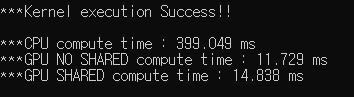 ***Kernel execution Success!!
***CPU compute time : 399.049 ms
***GPU NO SHARED compute time : 11.729 ms
***GPU SHARED compute time : 14.838 ms